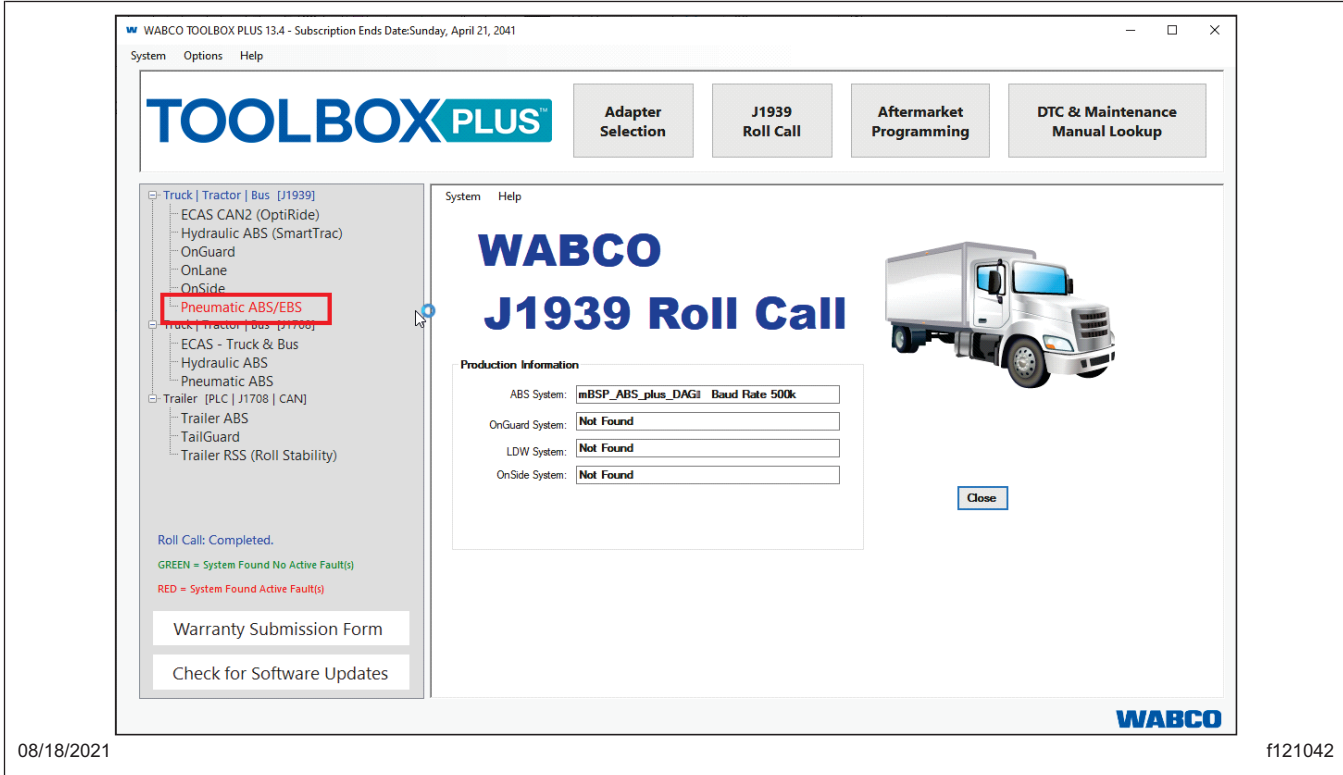 WABCO TOOLBOX PLUS 13.4 - Subscription Ends Date:Sunday, April 21, 2041
System Options Help
TOOLBOX PLUS™
Adapter
Selection
J1939
Roll Call
Aftermarket
Programming
DTC & Maintenance
Manual Lookup
Truck | Tractor | Bus [J1939]
ECAS CAN2 (OptiRide)
Hydraulic ABS (SmartTrac)
OnGuard
OnLane
OnSide
Pneumatic ABS/EBS
Truck | Tractor | Bus [J1708]
ECAS - Truck & Bus
Hydraulic ABS
Pneumatic ABS
Trailer [PLC | J1708 | CAN]
Trailer ABS
TailGuard
Trailer RSS (Roll Stability)
Roll Call: Completed.
GREEN = System Found No Active Fault(s)
RED = System Found Active Fault(s)
Warranty Submission Form
Check for Software Updates
System Help
WABCO
J1939 Roll Call
Production Information
ABS System: mBSP_ABS_plus_DAG Baud Rate 500k
OnGuard System: Not Found
LDW System: Not Found
OnSide System: Not Found
Close
WABCO
08/18/2021
f121042